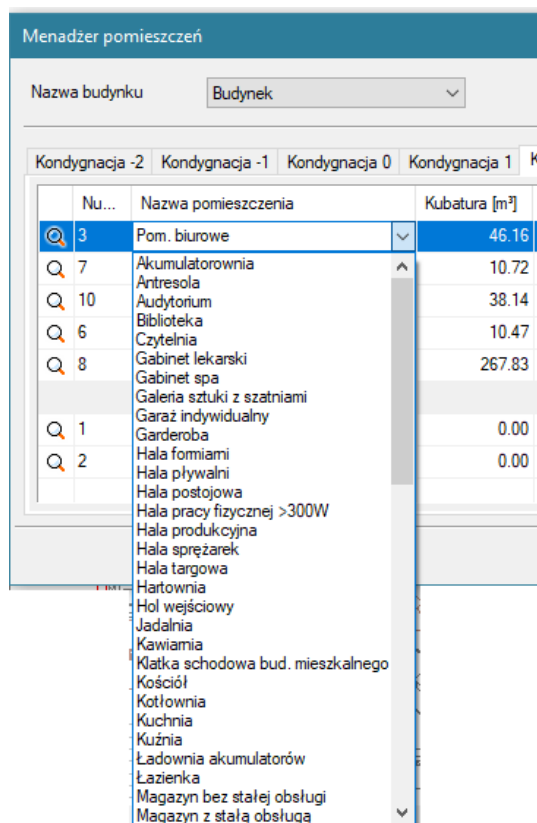 Menadżer pomieszczeń
Nazwa budynku Budynek
Kondygnacja -2 Kondygnacja -1 Kondygnacja 0 Kondygnacja 1
Nu... Nazwa pomieszczenia Kubatura [m³]
3 Pom. biurowe 46.16
7 10.72
10 38.14
6 10.47
8 267.83
1 0.00
2 0.00
Akumulatorownia
Antresola
Audytorium
Biblioteka
Czytelnia
Gabinet lekarski
Gabinet spa
Galeria sztuki z szatniami
Garaż indywidualny
Garderoba
Hala formiarni
Hala pływalni
Hala postojowa
Hala pracy fizycznej >300W
Hala produkcyjna
Hala sprężarek
Hala targowa
Hartownia
Hol wejściowy
Jadalnia
Kawiarnia
Klatka schodowa bud. mieszkalnego
Kościół
Kotłownia
Kuchnia
Kuźnia
Ładownia akumulatorów
Łazienka
Magazyn bez stałej obsługi
Magazyn z stałą obsługą